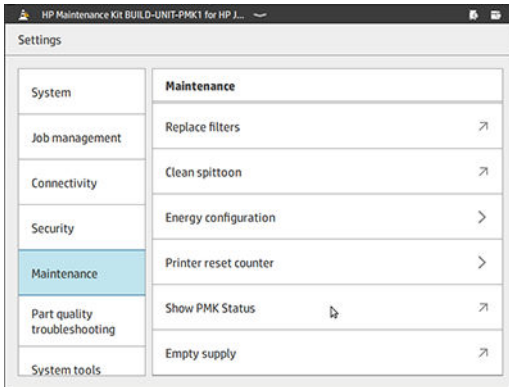 HP Maintenance Kit BUILD-UNIT-PMK1 for HP J...
Settings
System
Job management
Connectivity
Security
Maintenance
Part quality
troubleshooting
System tools
Maintenance
Replace filters
Clean spittoon
Energy configuration
Printer reset counter
Show PMK Status
Empty supply